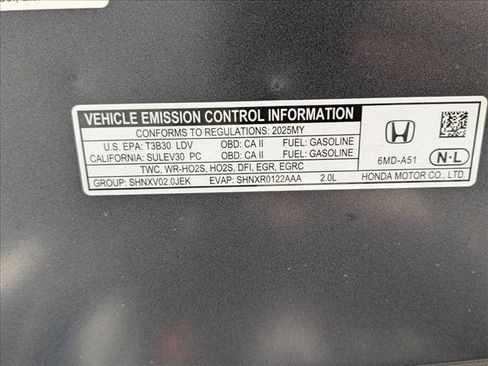 VEHICLE EMISSION CONTROL INFORMATION
CONFORMS TO REGULATIONS: 2025MY
U.S. EPA: T3B30 LDV OBD: CA II FUEL: GASOLINE
CALIFORNIA: SULEV30 PC OBD: CA II FUEL: GASOLINE
TWC, WR-HO2S, HO2S, DFI, EGR, EGRC
GROUP: SHNXV02.0JEK EVAP: SHNXR0122AAA 2.0L
6MD-A51
N·L
HONDA MOTOR CO., LTD.